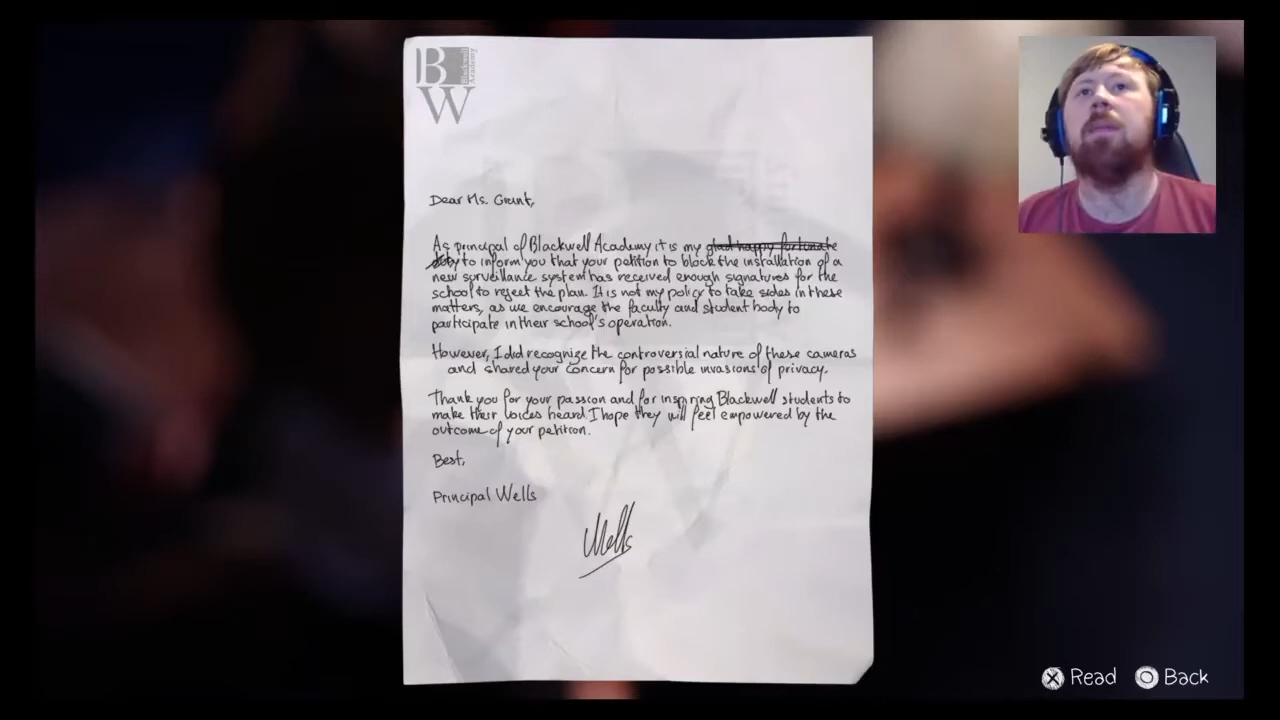 B
Blackwell
Academy
W
Dear Ms. Grant,
As principal of Blackwell Academy it is my glad happy fortunate
duty to inform you that your petition to block the installation of a
new surveillance system has received enough signatures for the
school to reject the plan. It is not my policy to take sides in these
matters, as we encourage the faculty and student body to
participate in their school's operation.
However, I did recognize the controversial nature of these cameras
and shared your concern for possible invasions of privacy.
Thank you for your passion and for inspiring Blackwell students to
make their voices heard I hope they will feel empowered by the
outcome of your petition.
Best,
Principal Wells
Wells
X Read
Back